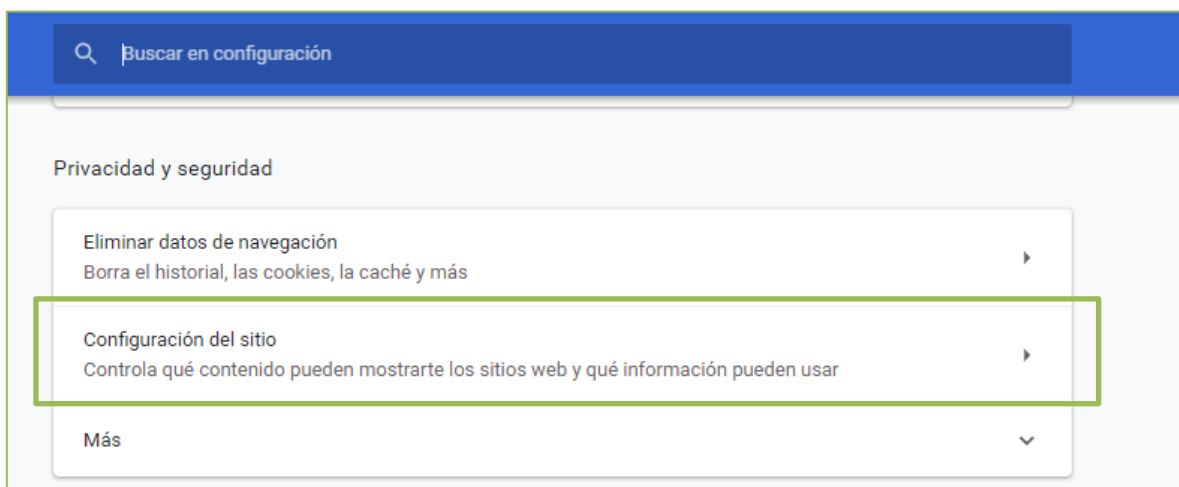 Buscar en configuración
Privacidad y seguridad
Eliminar datos de navegación
Borra el historial, las cookies, la caché y más
Configuración del sitio
Controla qué contenido pueden mostrarte los sitios web y qué información pueden usar
Más